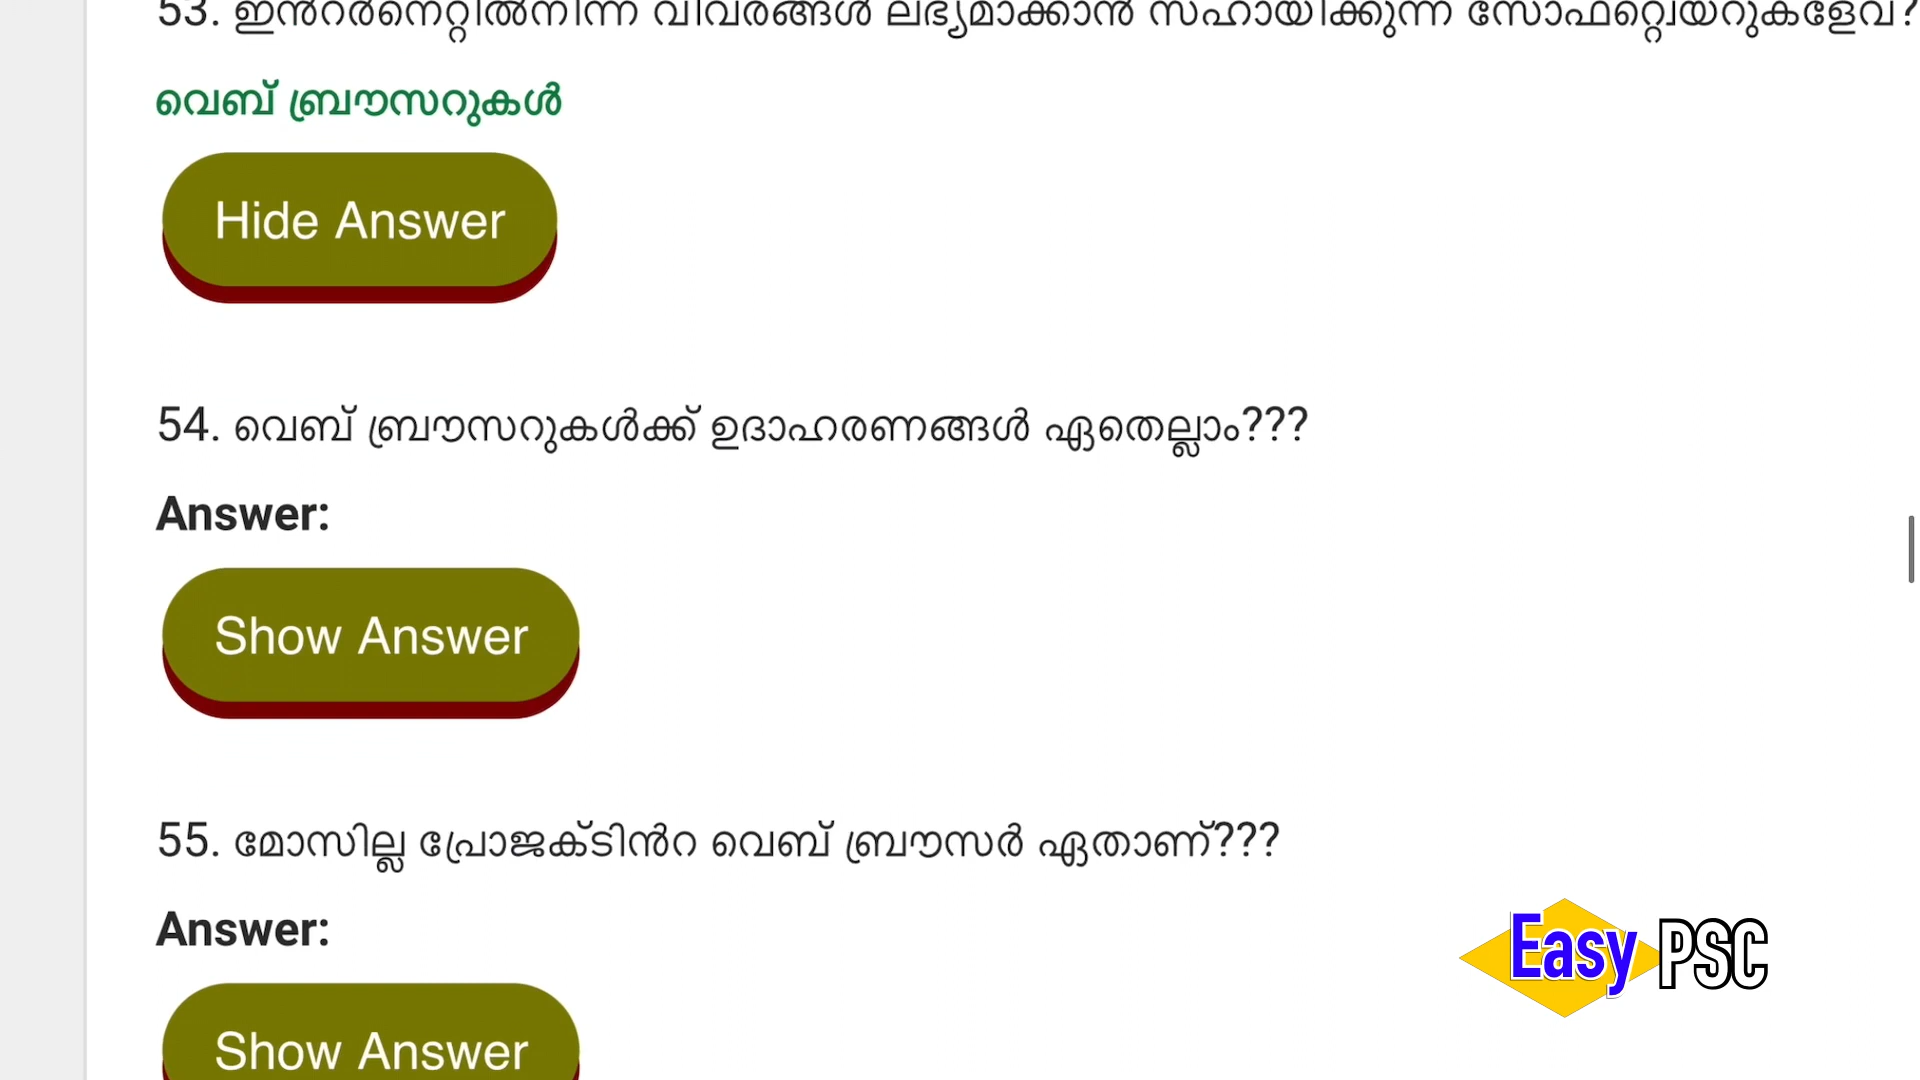 53. ഇൻറർനെറ്റിൽനിന്ന് വിവരങ്ങൾ ലഭ്യമാക്കാൻ സഹായിക്കുന്ന സോഫ്റ്റ്വെയറുകളേവ?
വെബ് ബ്രൗസറുകൾ
Hide Answer
54. വെബ് ബ്രൗസറുകൾക്ക് ഉദാഹരണങ്ങൾ ഏതെല്ലാം???
Answer:
Show Answer
55. മോസില്ല പ്രോജക്ടിൻറ വെബ് ബ്രൗസർ ഏതാണ്???
Answer:
Easy PSC
Show Answer